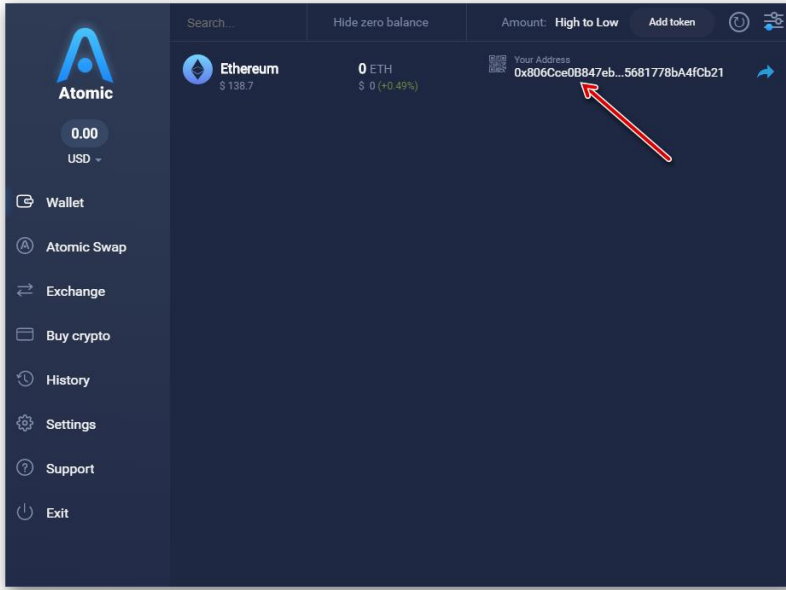 Atomic
0.00
USD
Wallet
Atomic Swap
Exchange
Buy crypto
History
Settings
Support
Exit
Search...
Hide zero balance
Amount: High to Low
Add token
Ethereum
$ 138.7
0 ETH
$ 0 (+0.49%)
Your Address
0x806Cce0B847eb...5681778bA4fCb21